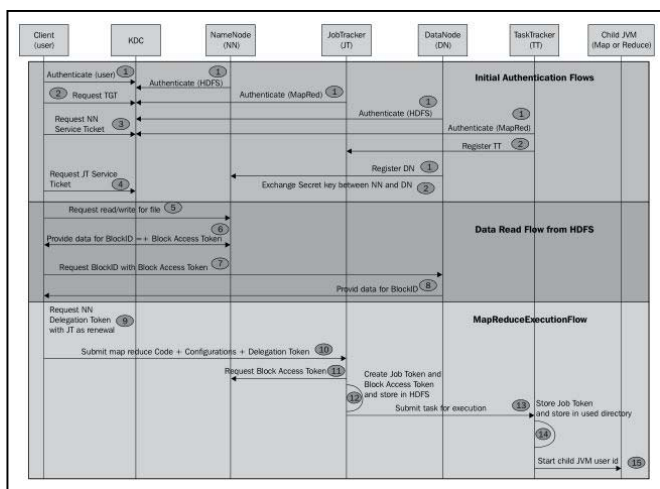 Client
(user)
KDC
NameNode
(NN)
JobTracker
(JT)
DataNode
(DN)
TaskTracker
(TT)
Child JVM
(Map or Reduce)
Initial Authentication Flows
Authenticate (user) 1
1
Authenticate (HDFS)
2 Request TGT
Authenticate (MapRed) 1
1
Authenticate (HDFS)
Request NN
Service Ticket 3
1
Authenticate (MapRed)
Register TT 2
Register DN 1
Request JT Service
Ticket 4
Exchange Secret key between NN and DN 2
Data Read Flow from HDFS
Request read/write for file 5
6
Provide data for BlockID =+ Block Access Token
Request BlockID with Block Access Token 7
Provid data for BlockID 8
MapReduceExecutionFlow
Request NN
Delegation Token 9
with JT as renewal
Submit map reduce Code + Configurations + Delegation Token 10
Request Block Access Token 11
Create Job Token and
Block Access Token
and store in HDFS
12
Submit task for execution 13
Store Job Token
and store in used directory
14
Start child JVM user id 15